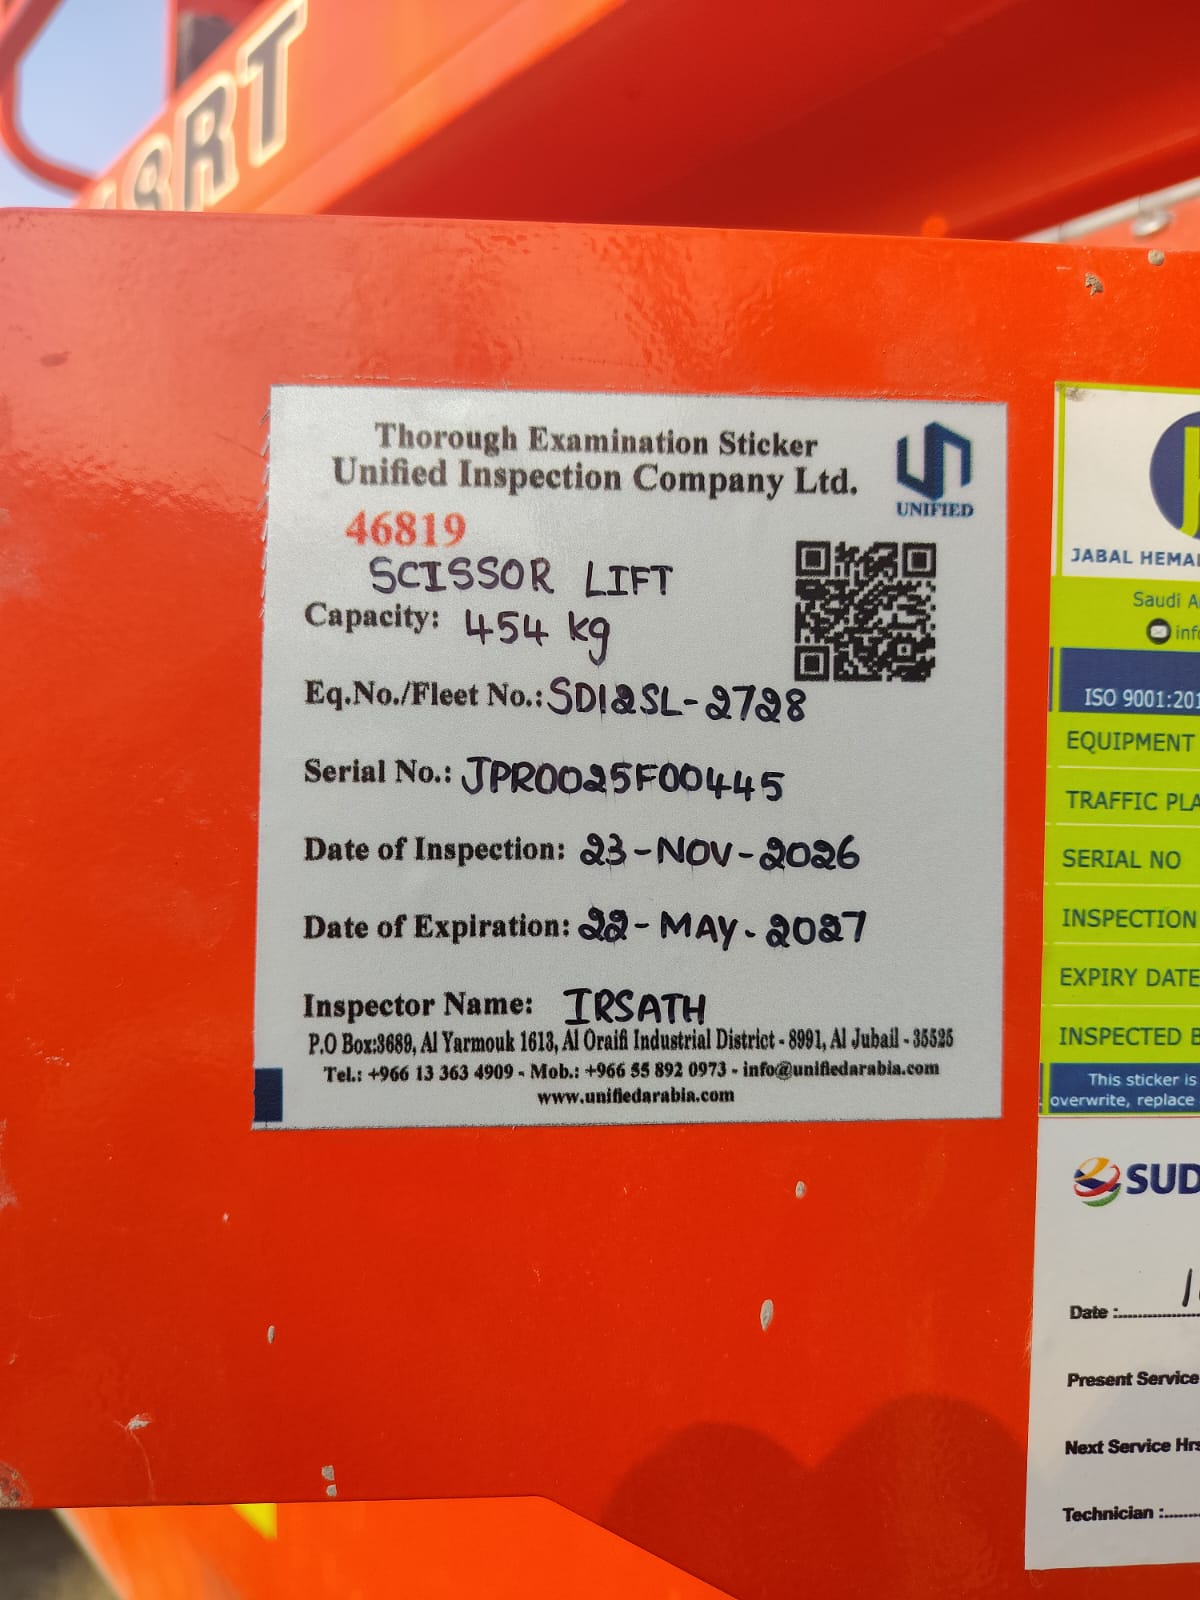 RT
Thorough Examination Sticker
Unified Inspection Company Ltd.
UNIFIED
46819
SCISSOR LIFT
Capacity: 454 kg
Eq.No./Fleet No.: SD12SL-2728
Serial No.: JPR0025F00445
Date of Inspection: 23-NOV-2026
Date of Expiration: 22-MAY-2027
Inspector Name: IRSATH
P.O Box:3689, Al Yarmouk 1613, Al Oraifi Industrial District - 8991, Al Jubail - 35525
Tel.: +966 13 363 4909 - Mob.: +966 55 892 0973 - info@unifiedarabia.com
www.unifiedarabia.com
JABAL
Saudi
ISO 9001:201
EQUIPMENT
TRAFFIC
SERIAL NO
INSPECTION
EXPIRY DATE
INSPECTED
This sticker is
overwrite, replace
SUD
Date :
Present Service
Next Service Hrs
Technician :